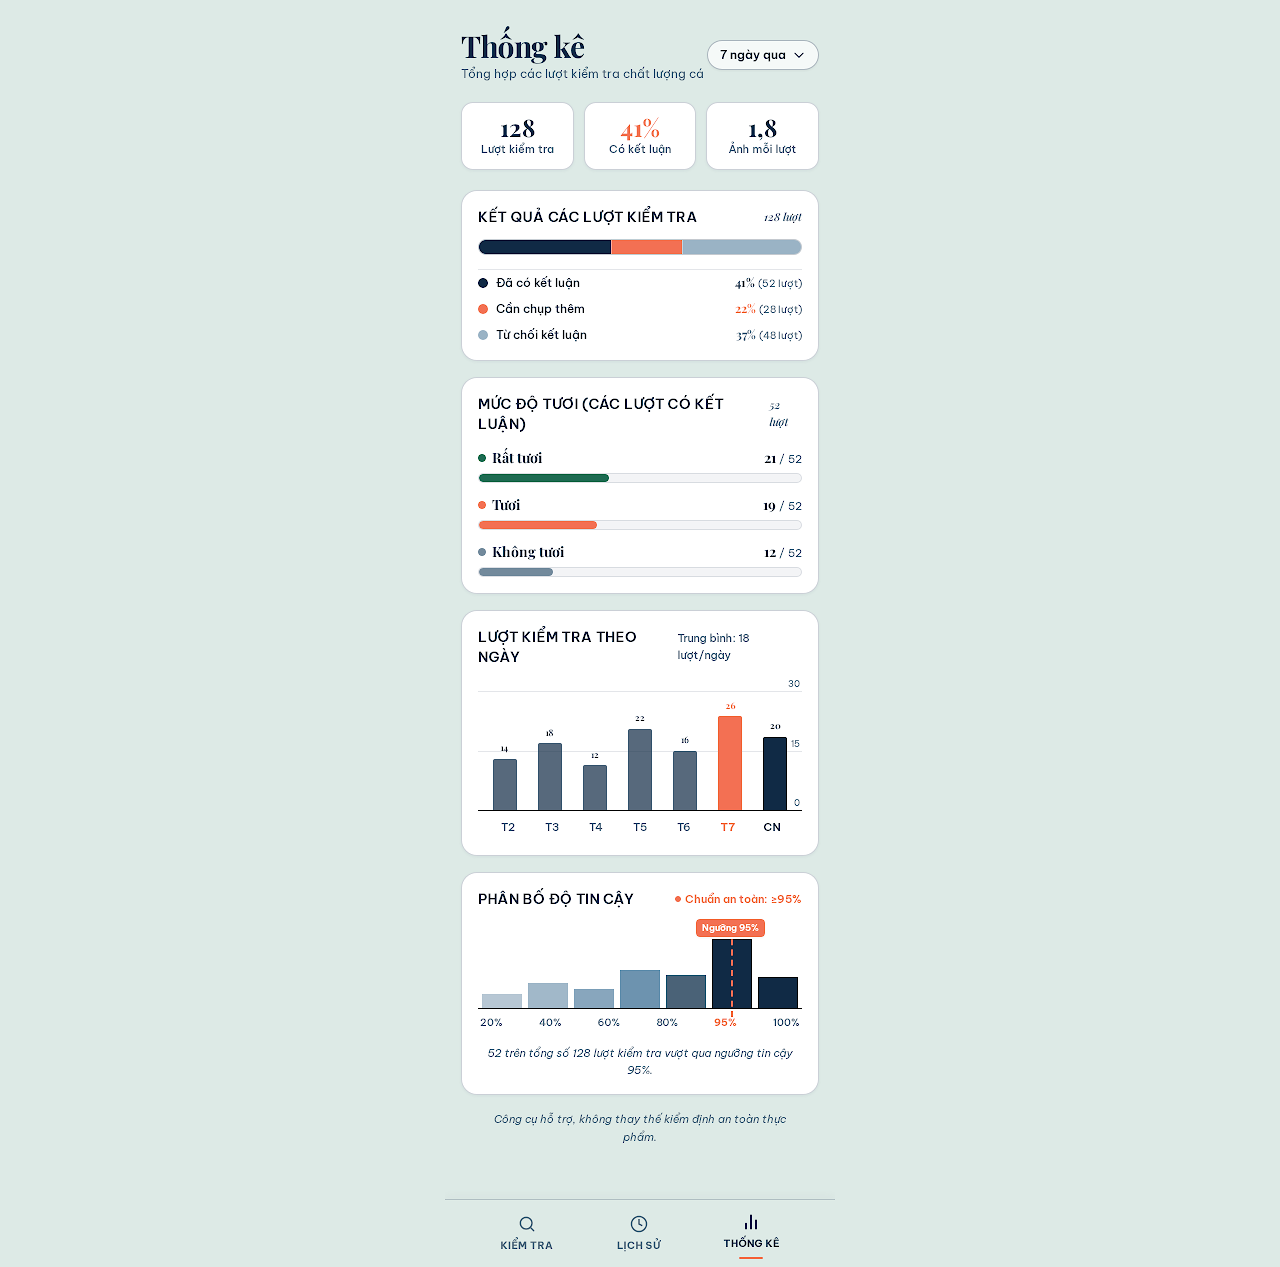 Thống kê
Tổng hợp các lượt kiểm tra chất lượng cá
7 ngày qua
128
Lượt kiểm tra
41%
Có kết luận
1,8
Ảnh mỗi lượt
KẾT QUẢ CÁC LƯỢT KIỂM TRA
128 lượt
Đã có kết luận
41% (52 lượt)
Cần chụp thêm
22% (28 lượt)
Từ chối kết luận
37% (48 lượt)
MỨC ĐỘ TƯƠI (CÁC LƯỢT CÓ KẾT
LUẬN)
52
lượt
Rất tươi
21 / 52
Tươi
19 / 52
Không tươi
12 / 52
LƯỢT KIỂM TRA THEO
NGÀY
Trung bình: 18
lượt/ngày
30
15
0
14
18
12
22
16
26
20
T2
T3
T4
T5
T6
T7
CN
PHÂN BỐ ĐỘ TIN CẬY
Chuẩn an toàn: ≥95%
Ngưỡng 95%
20%
40%
60%
80%
95%
100%
52 trên tổng số 128 lượt kiểm tra vượt qua ngưỡng tin cậy
95%.
Công cụ hỗ trợ, không thay thế kiểm định an toàn thực
phẩm.
KIỂM TRA
LỊCH SỬ
THỐNG KÊ